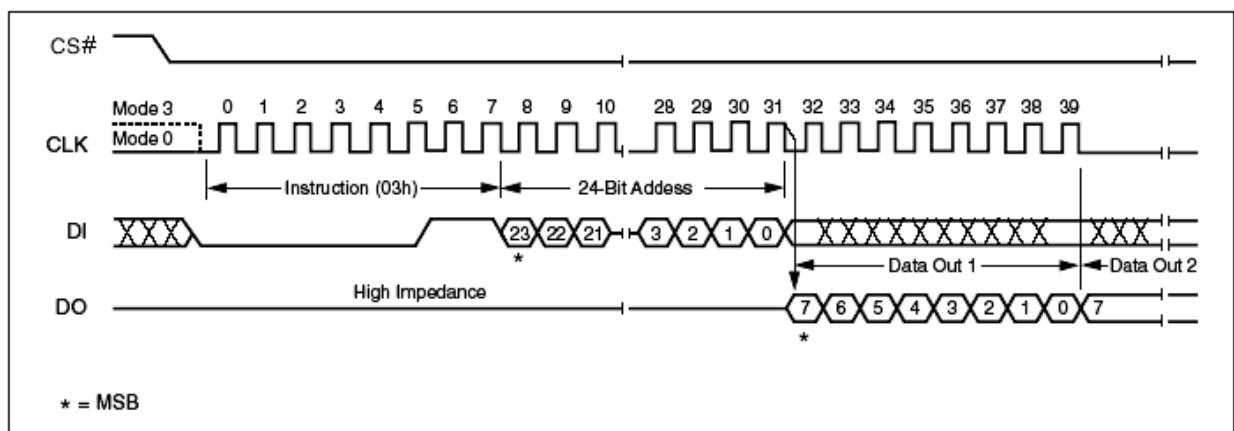 CS#
Mode 3
0 1 2 3 4 5 6 7 8 9 10 28 29 30 31 32 33 34 35 36 37 38 39
CLK
Mode 0
Instruction (03h)
24-Bit Addess
DI
23 22 21 3 2 1 0
*
Data Out 1
Data Out 2
High Impedance
DO
7 6 5 4 3 2 1 0 7
*
* = MSB